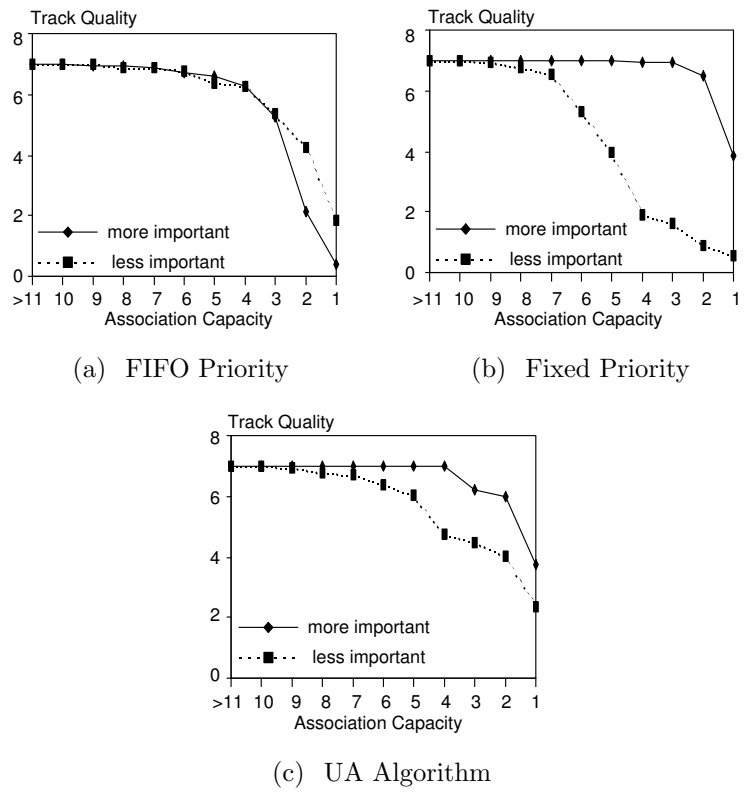 Track Quality
8
6
4
2
0
more important
less important
>11 10 9 8 7 6 5 4 3 2 1
Association Capacity
(a) FIFO Priority
Track Quality
8
6
4
2
0
more important
less important
>11 10 9 8 7 6 5 4 3 2 1
Association Capacity
(b) Fixed Priority
Track Quality
8
6
4
2
0
more important
less important
>11 10 9 8 7 6 5 4 3 2 1
Association Capacity
(c) UA Algorithm